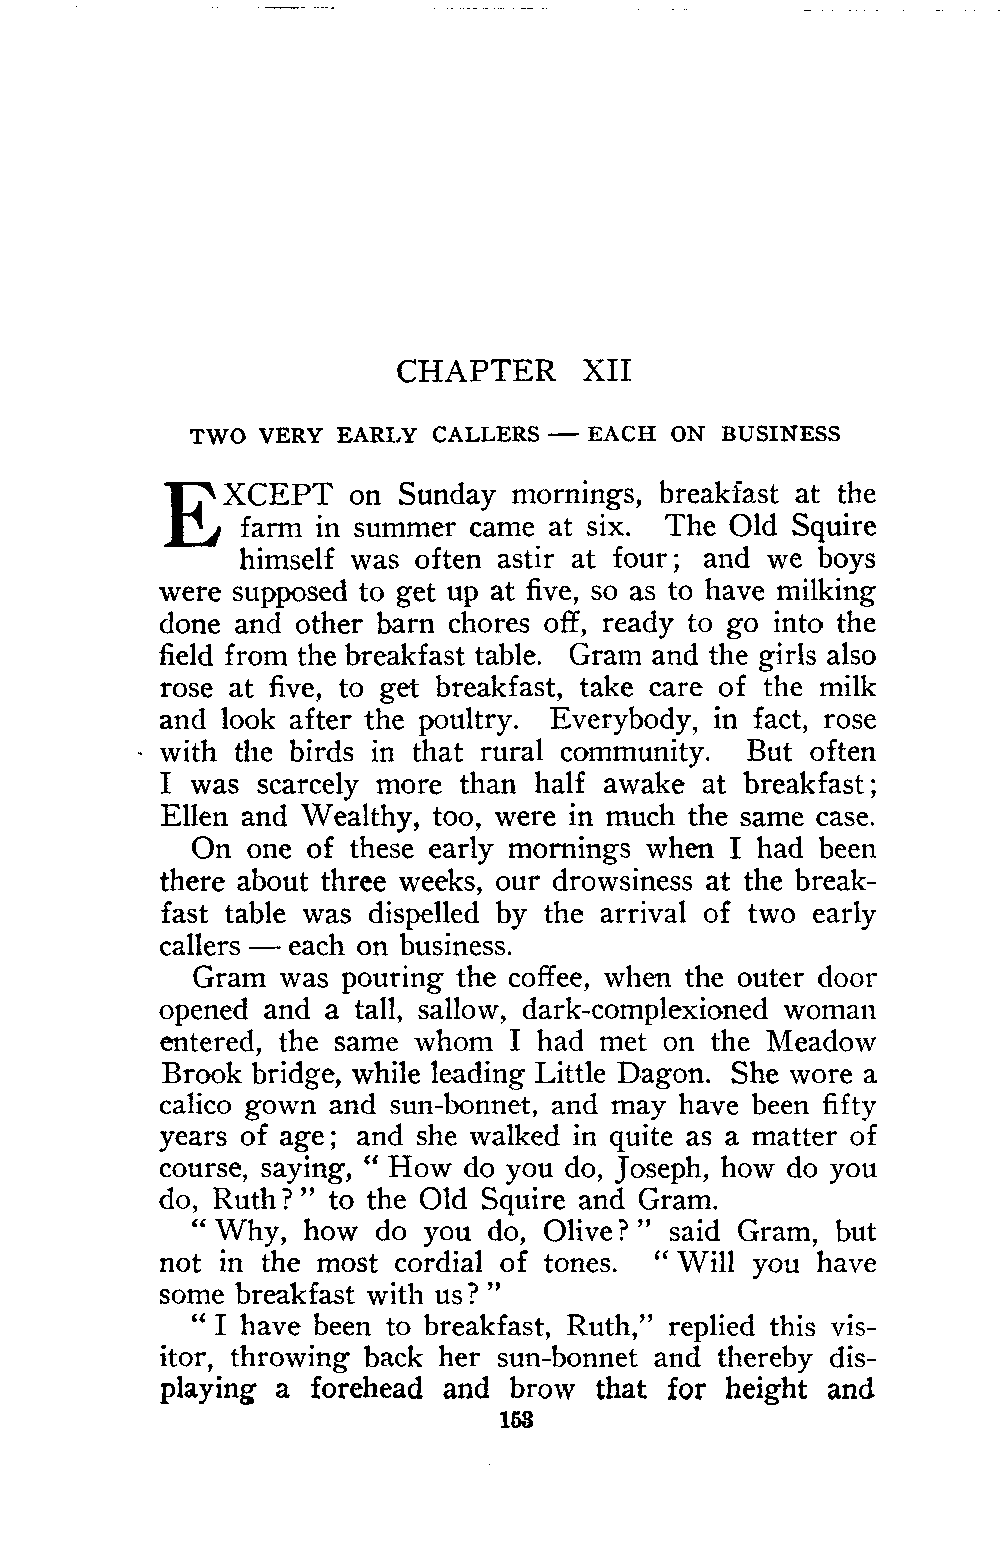 CHAPTER XII
TWO VERY EARLY CALLERS — EACH ON BUSINESS
EXCEPT on Sunday mornings, breakfast at the
farm in summer came at six. The Old Squire
himself was often astir at four; and we boys
were supposed to get up at five, so as to have milking
done and other barn chores off, ready to go into the
field from the breakfast table. Gram and the girls also
rose at five, to get breakfast, take care of the milk
and look after the poultry. Everybody, in fact, rose
with the birds in that rural community. But often
I was scarcely more than half awake at breakfast;
Ellen and Wealthy, too, were in much the same case.
On one of these early mornings when I had been
there about three weeks, our drowsiness at the break-
fast table was dispelled by the arrival of two early
callers — each on business.
Gram was pouring the coffee, when the outer door
opened and a tall, sallow, dark-complexioned woman
entered, the same whom I had met on the Meadow
Brook bridge, while leading Little Dagon. She wore a
calico gown and sun-bonnet, and may have been fifty
years of age; and she walked in quite as a matter of
course, saying, “ How do you do, Joseph, how do you
do, Ruth? ” to the Old Squire and Gram.
“ Why, how do you do, Olive? ” said Gram, but
not in the most cordial of tones. “ Will you have
some breakfast with us? ”
“ I have been to breakfast, Ruth,” replied this vis-
itor, throwing back her sun-bonnet and thereby dis-
playing a forehead and brow that for height and
153